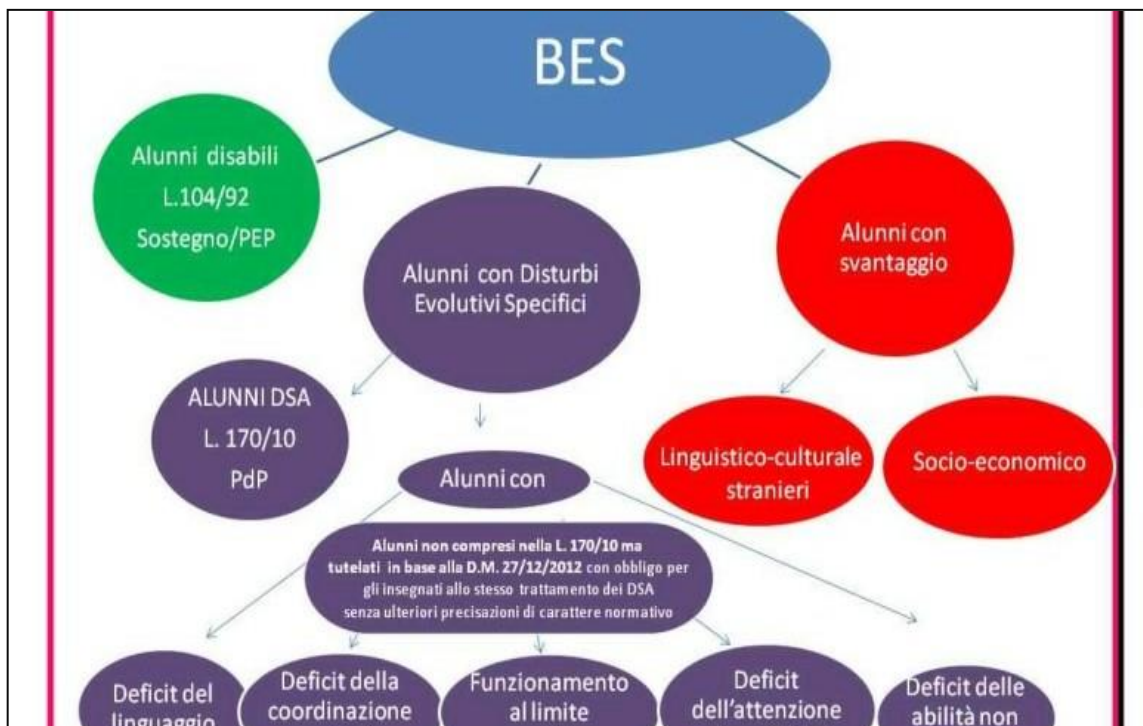 BES
Alunni disabili
L.104/92
Sostegno/PEP
Alunni con Disturbi
Evolutivi Specifici
Alunni con
svantaggio
ALUNNI DSA
L. 170/10
PdP
Alunni con
Linguistico-culturale
stranieri
Socio-economico
Alunni non compresi nella L. 170/10 ma
tutelati in base alla D.M. 27/12/2012 con obbligo per
gli insegnati allo stesso trattamento dei DSA
senza ulteriori precisazioni di carattere normativo
Deficit del
linguaggio
Deficit della
coordinazione
Funzionamento
al limite
Deficit
dell'attenzione
Deficit delle
abilità non